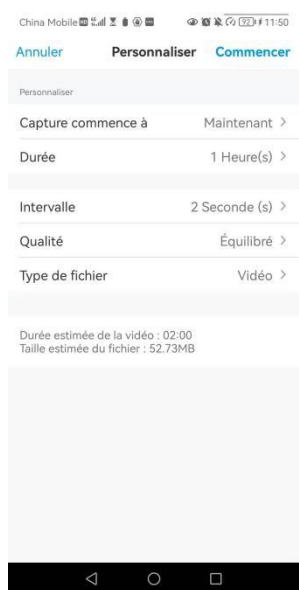 China Mobile 92 11:50
Annuler Personnaliser Commencer
Personnaliser
Capture commence à Maintenant >
Durée 1 Heure(s) >
Intervalle 2 Seconde (s) >
Qualité Équilibré >
Type de fichier Vidéo >
Durée estimée de la vidéo : 02:00
Taille estimée du fichier : 52.73MB